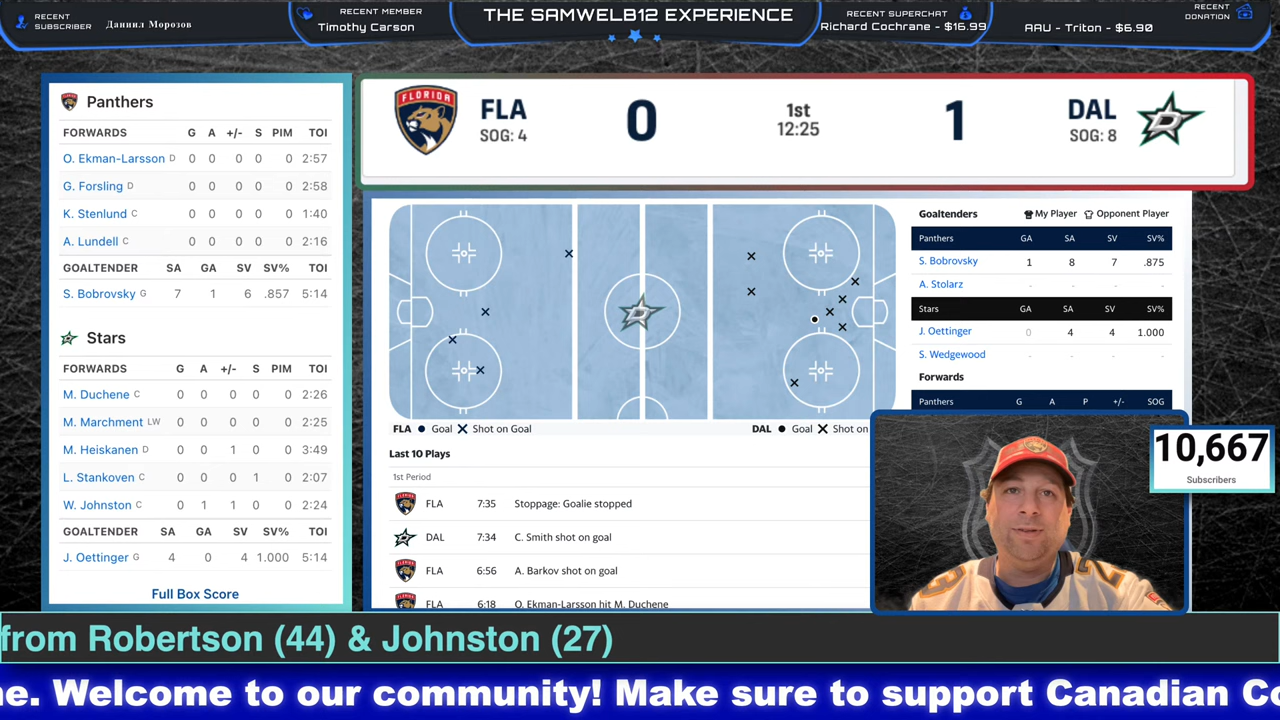 RECENT
SUBSCRIBER
Даниил Морозов
RECENT MEMBER
Timothy Carson
THE SAMWELB12 EXPERIENCE
RECENT SUPERCHAT
Richard Cochrane - $16.99
RECENT
DONATION
AAU - Triton - $6.90
Panthers
FORWARDS G A +/- S PIM TOI
O. Ekman-Larsson D 0 0 0 0 0 2:57
G. Forsling D 0 0 0 0 0 2:58
K. Stenlund C 0 0 0 0 0 1:40
A. Lundell C 0 0 0 0 0 2:16
GOALTENDER SA GA SV SV% TOI
S. Bobrovsky G 7 1 6 .857 5:14
Stars
FORWARDS G A +/- S PIM TOI
M. Duchene C 0 0 0 0 0 2:26
M. Marchment LW 0 0 0 0 0 2:25
M. Heiskanen D 0 0 1 0 0 3:49
L. Stankoven C 0 0 0 1 0 2:07
W. Johnston C 0 1 1 0 0 2:24
GOALTENDER SA GA SV SV% TOI
J. Oettinger G 4 0 4 1.000 5:14
Full Box Score
FLORIDA
FLA
SOG: 4
0
1st
12:25
1
DAL
SOG: 8
FLA Goal Shot on Goal
DAL Goal Shot on
Last 10 Plays
1st Period
FLA 7:35 Stoppage: Goalie stopped
DAL 7:34 C. Smith shot on goal
FLA 6:56 A. Barkov shot on goal
FLA 6:18 O. Ekman-Larsson hit M. Duchene
Goaltenders My Player Opponent Player
Panthers GA SA SV SV%
S. Bobrovsky 1 8 7 .875
A. Stolarz - - - -
Stars GA SA SV SV%
J. Oettinger 0 4 4 1.000
S. Wedgewood - - - -
Forwards
Panthers G A P +/- SOG
10,667
Subscribers
from Robertson (44) & Johnston (27)
ne. Welcome to our community! Make sure to support Canadian Co